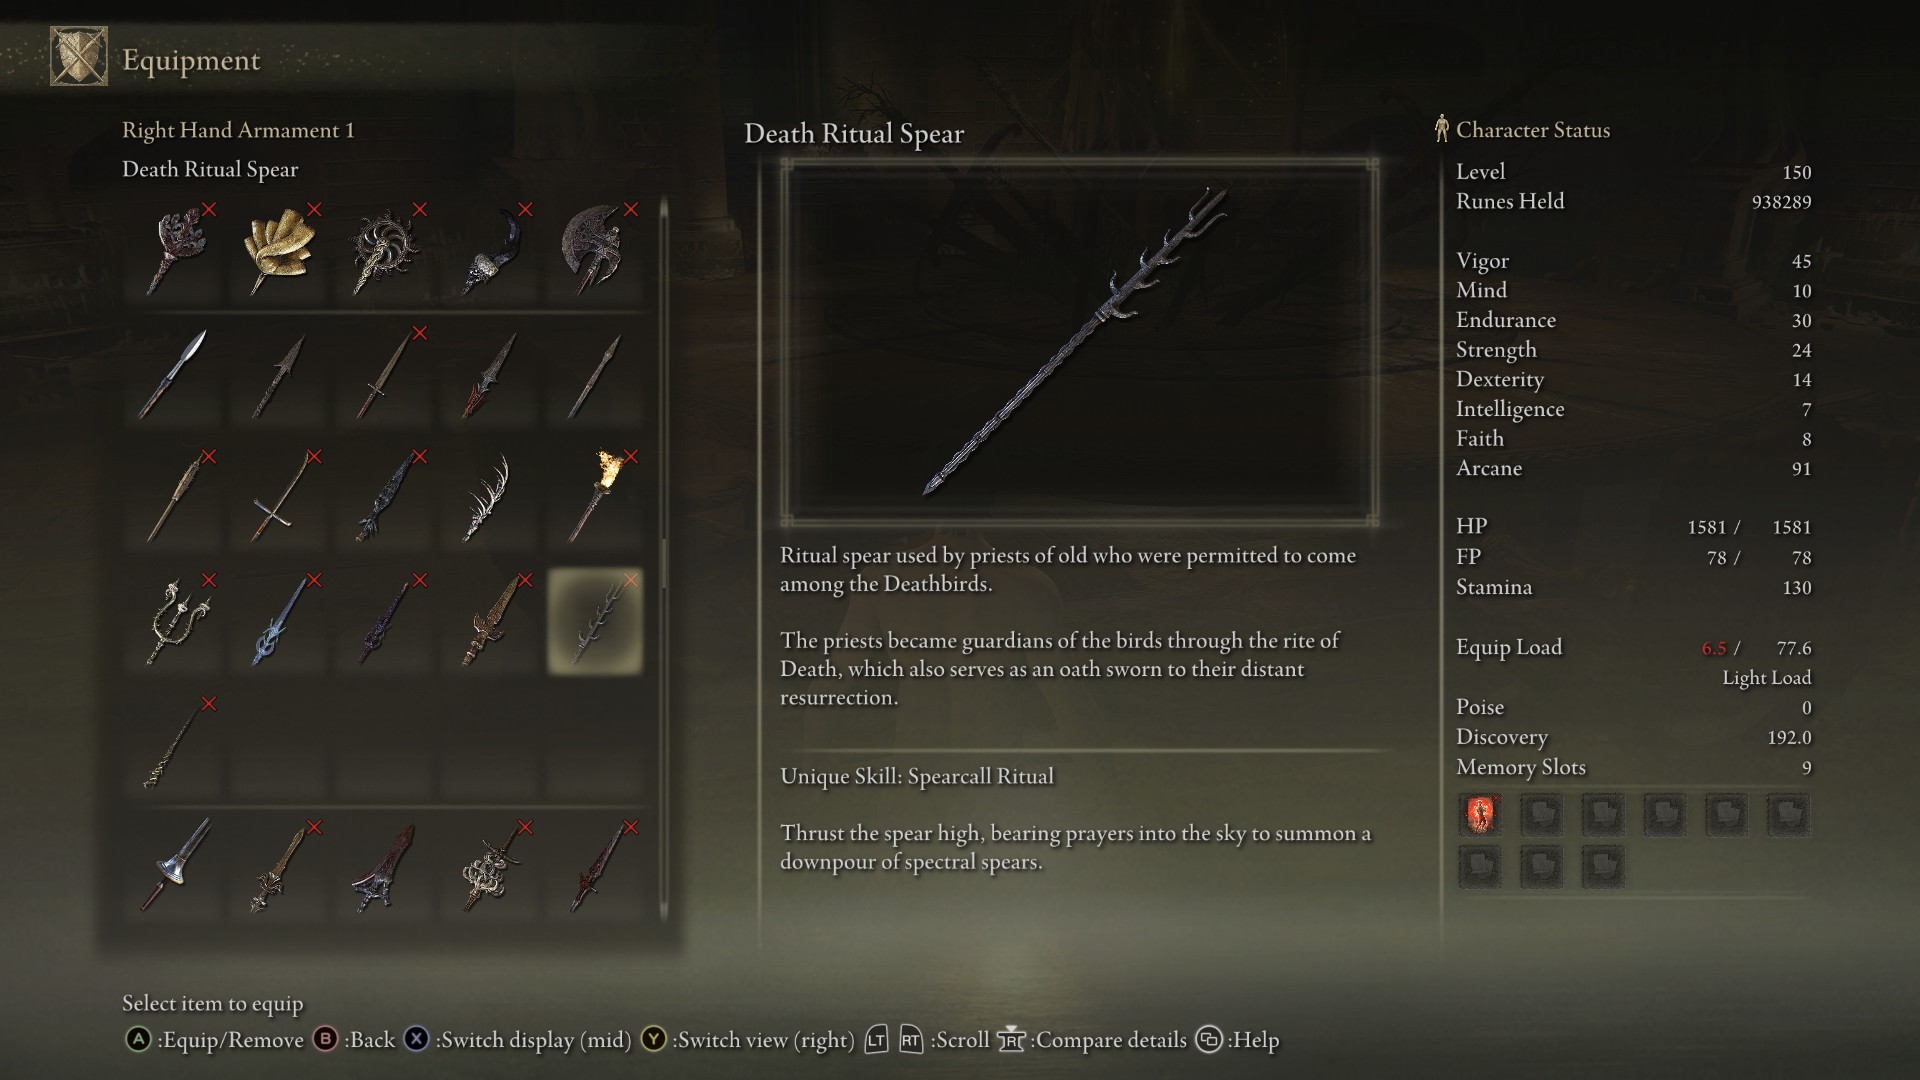 Equipment
Right Hand Armament 1
Death Ritual Spear
Death Ritual Spear
Ritual spear used by priests of old who were permitted to come
among the Deathbirds.
The priests became guardians of the birds through the rite of
Death, which also serves as an oath sworn to their distant
resurrection.
Unique Skill: Spearcall Ritual
Thrust the spear high, bearing prayers into the sky to summon a
downpour of spectral spears.
Character Status
Level 150
Runes Held 938289
Vigor 45
Mind 10
Endurance 30
Strength 24
Dexterity 14
Intelligence 7
Faith 8
Arcane 91
HP 1581 / 1581
FP 78 / 78
Stamina 130
Equip Load 6.5 / 77.6
Light Load
Poise 0
Discovery 192.0
Memory Slots 9
Select item to equip
A :Equip/Remove B :Back X :Switch display (mid) Y :Switch view (right) LT RT :Scroll R :Compare details :Help